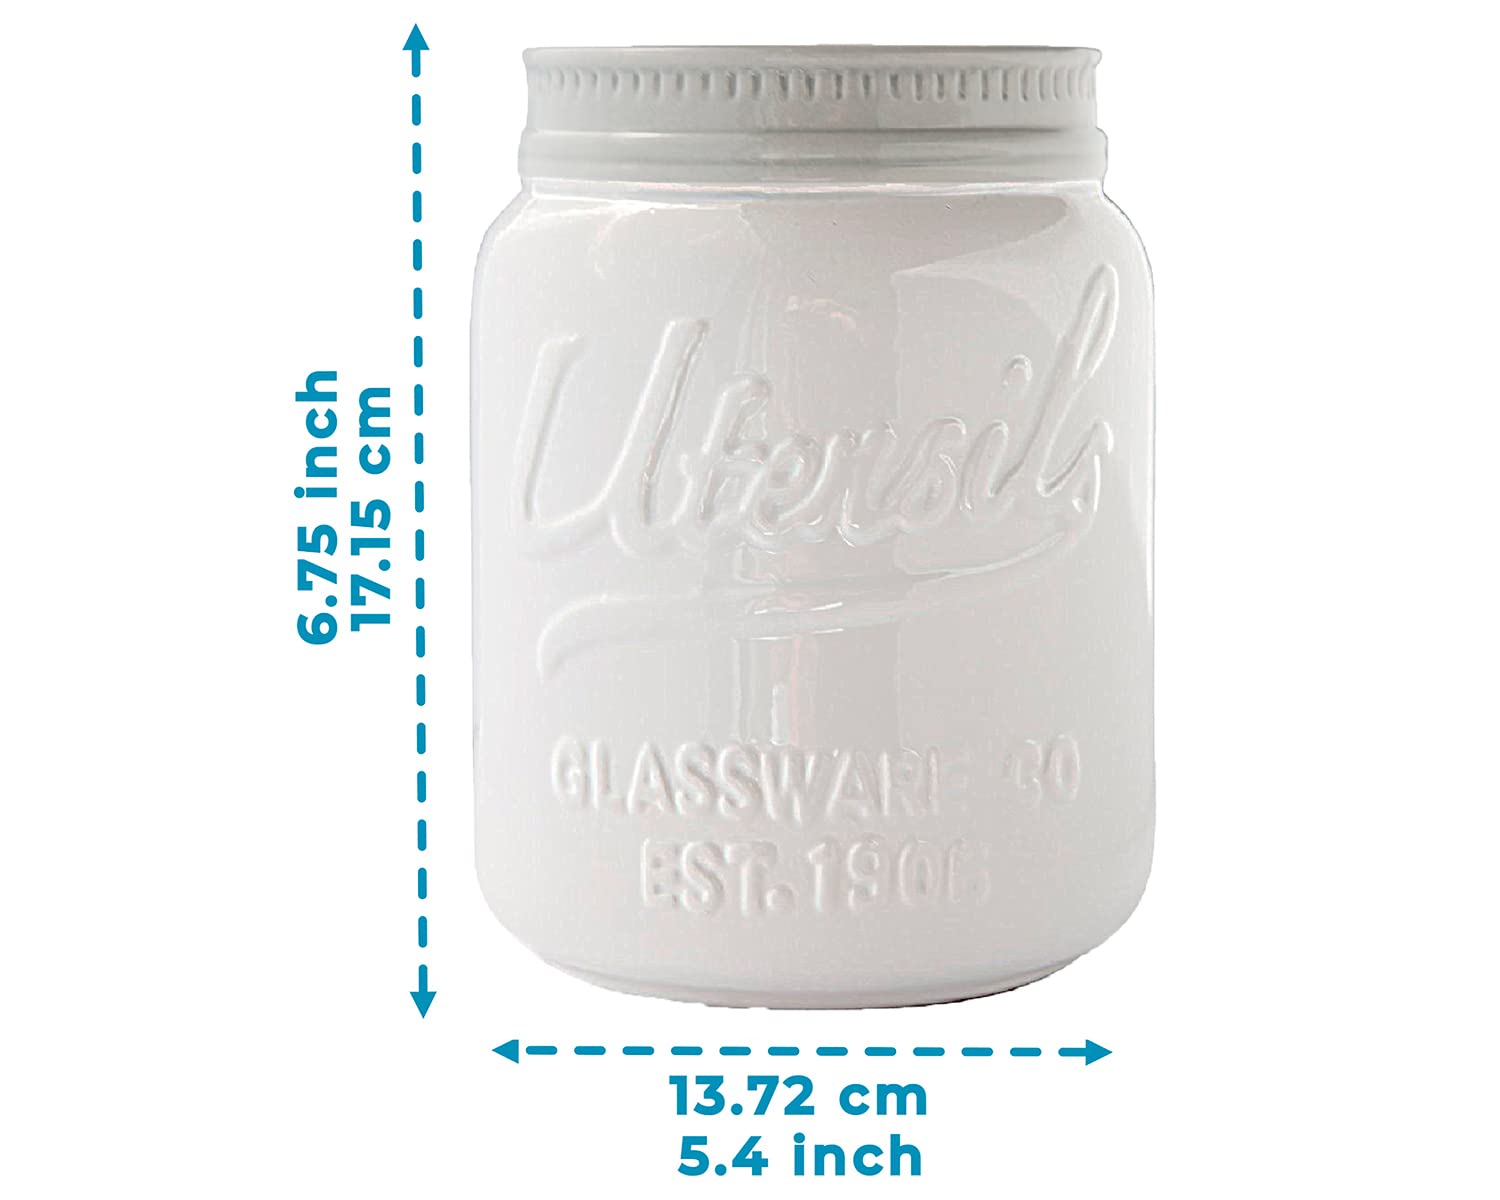 6.75 inch
17.15 cm
Utensils
GLASSWARE CO
EST. 1906
13.72 cm
5.4 inch